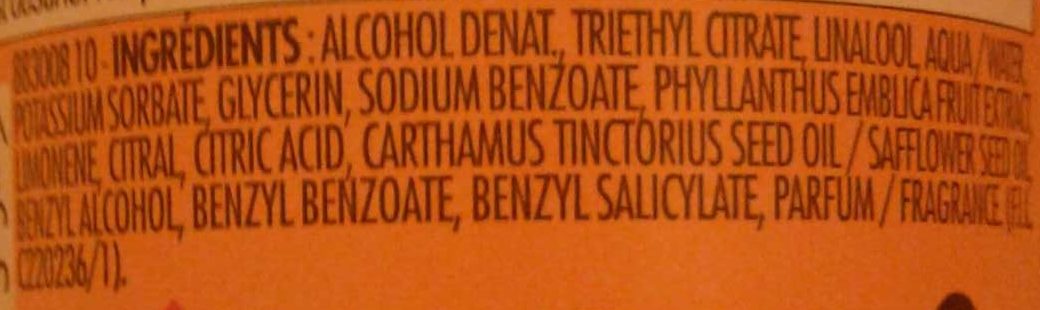 883008 10 - INGRÉDIENTS : ALCOHOL DENAT., TRIETHYL CITRATE, LINALOOL, AQUA / WATER,
POTASSIUM SORBATE, GLYCERIN, SODIUM BENZOATE, PHYLLANTHUS EMBLICA FRUIT EXTRACT,
LIMONENE, CITRAL, CITRIC ACID, CARTHAMUS TINCTORIUS SEED OIL / SAFFLOWER SEED OIL,
BENZYL ALCOHOL, BENZYL BENZOATE, BENZYL SALICYLATE, PARFUM / FRAGRANCE (F.I.L.
C220236/1).